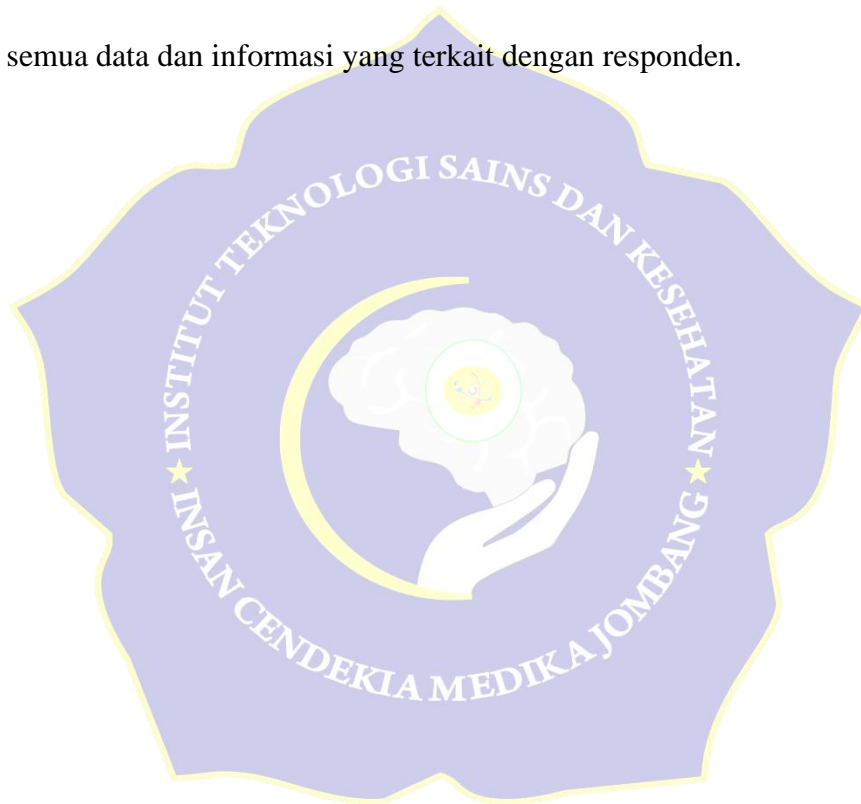 semua data dan informasi yang terkait dengan responden.
INSTITUT TEKNOLOGI SAINS DAN KESEHATAN
INSAN CENDEKIA MEDIKA JOMBANG